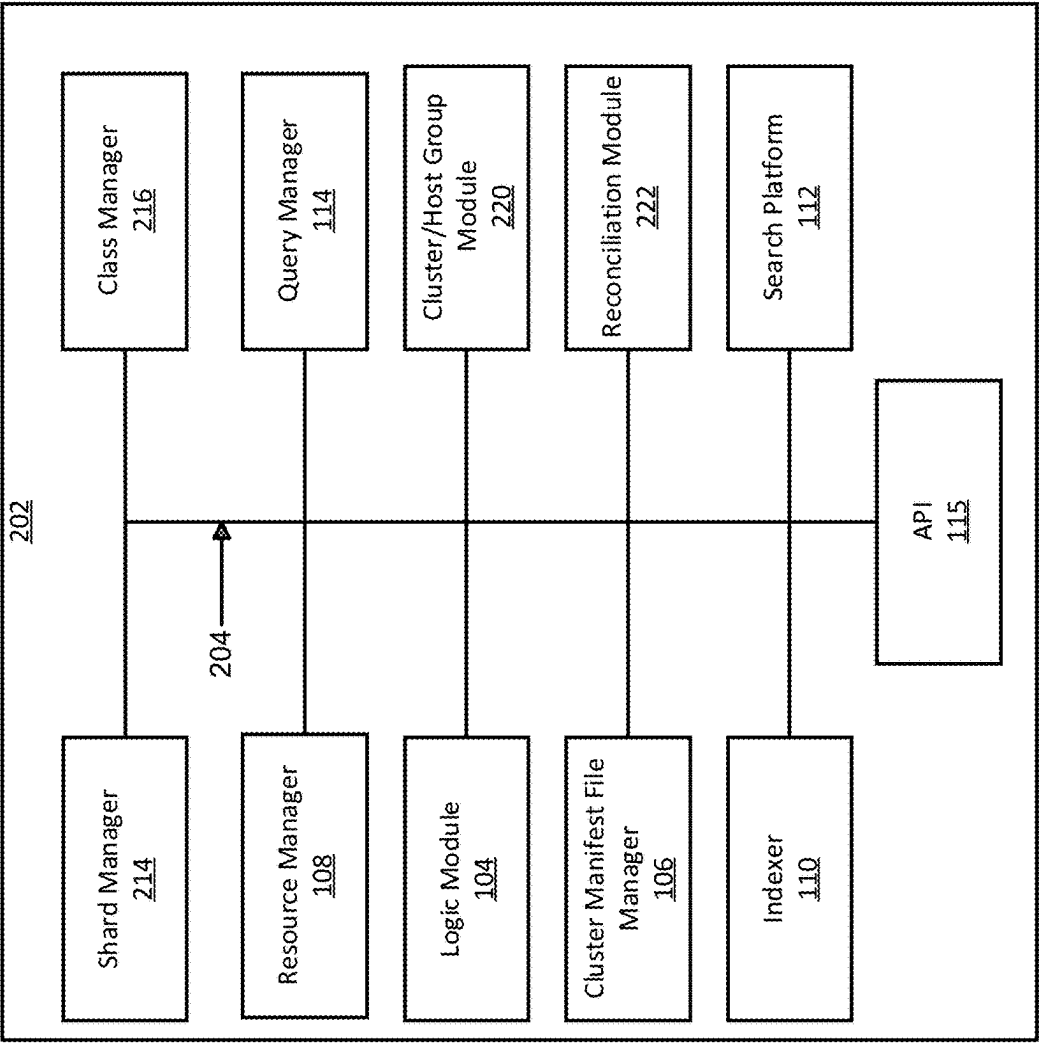 202
Shard Manager
214
Class Manager
216
204
Resource Manager
108
Query Manager
114
Logic Module
104
Cluster/Host Group
Module
220
Cluster Manifest File
Manager
106
Reconciliation Module
222
Indexer
110
Search Platform
112
API
115